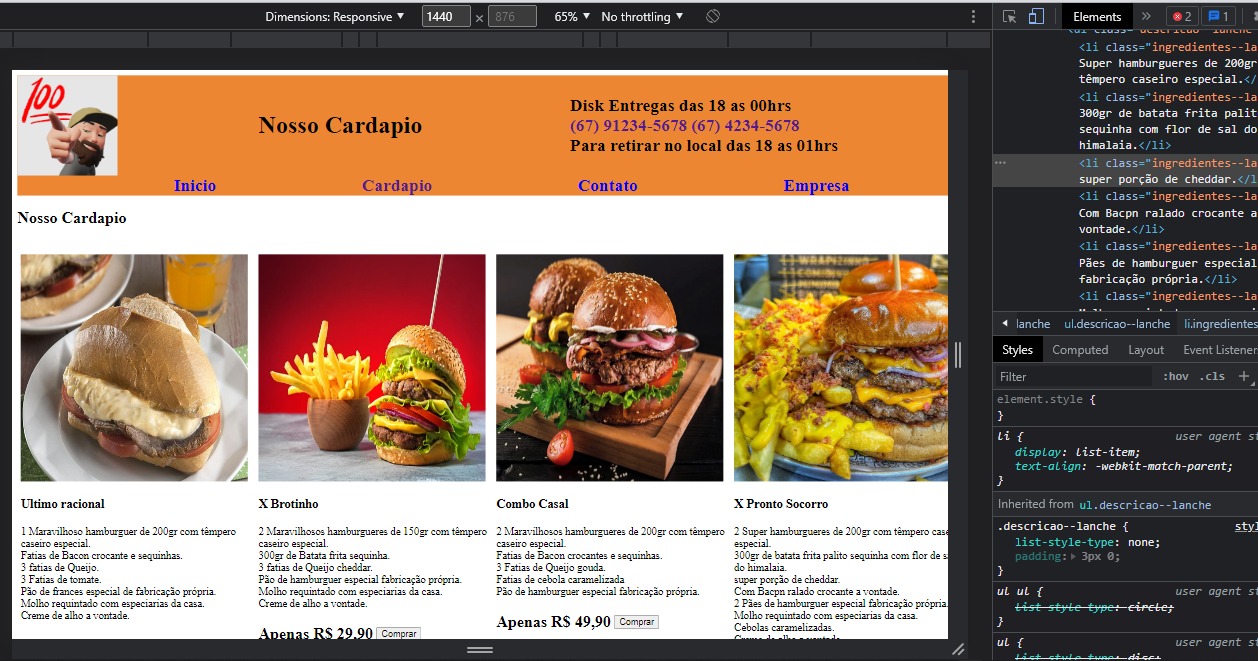 Dimensions: Responsive ▼ 1440 × 876 65% ▼ No throttling ▼
100
Nosso Cardapio
Disk Entregas das 18 as 00hrs
(67) 91234-5678 (67) 4234-5678
Para retirar no local das 18 as 01hrs
Inicio Cardapio Contato Empresa
Nosso Cardapio
Ultimo racional
1 Maravilhoso hamburguer de 200gr com têmpero
caseiro especial.
Fatias de Bacon crocante e sequinhas.
3 fatias de Queijo.
3 Fatias de tomate.
Pão de frances especial de fabricação própria.
Molho requintado com especiarias da casa.
Creme de alho a vontade.
X Brotinho
2 Maravilhosos hamburgueres de 150gr com têmpero
caseiro especial.
300gr de Batata frita sequinha.
3 fatias de Queijo cheddar.
Pão de hamburguer especial fabricação própria.
Molho requintado com especiarias da casa.
Creme de alho a vontade.
Apenas R$ 29,90 Comprar
Combo Casal
2 Maravilhosos hamburgueres de 200gr com têmpero
caseiro especial.
Fatias de Bacon crocantes e sequinhas.
3 Fatias de Queijo gouda.
Fatias de cebola caramelizada
Pão de hamburguer especial fabricação própria.
Apenas R$ 49,90 Comprar
X Pronto Socorro
2 Super hamburgueres de 200gr com têmpero case
especial.
300gr de batata frita palito sequinha com flor de sa
do himalaia.
super porção de cheddar.
Com Bacpn ralado crocante a vontade.
2 Pães de hamburguer especial fabricação própria.
Molho requintado com especiarias da casa.
Cebolas caramelizadas.
Creme de alho a vontade
Elements » 2 1
<ul class="descricao--lanche
<li class="ingredientes--la
Super hamburgueres de 200gr
têmpero caseiro especial.</
<li class="ingredientes--la
300gr de batata frita palit
sequinha com flor de sal do
himalaia.</li>
<li class="ingredientes--la
super porção de cheddar.</l
<li class="ingredientes--la
Com Bacpn ralado crocante a
vontade.</li>
<li class="ingredientes--la
Pães de hamburguer especial
fabricação própria.</li>
<li class="ingredientes--la
lanche ul.descricao--lanche li.ingredientes
Styles Computed Layout Event Listener
Filter :hov .cls +
element.style {
}
li { user agent st
display: list-item;
text-align: -webkit-match-parent;
}
Inherited from ul.descricao--lanche
.descricao--lanche { styl
list-style-type: none;
padding: 3px 0;
}
ul ul { user agent st
list-style-type: circle;
}
ul { user agent st
list-style-type: disc;